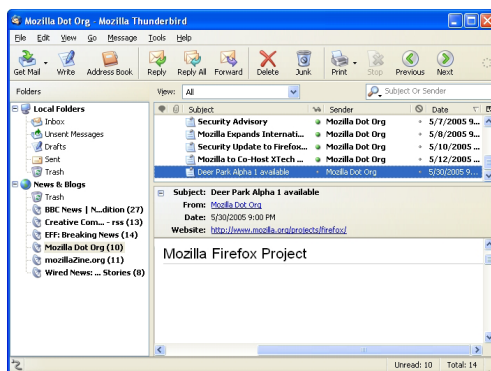 Mozilla Dot Org - Mozilla Thunderbird
File Edit View Go Message Tools Help
Get Mail Write Address Book Reply Reply All Forward Delete Junk Print Stop Previous Next
Folders View: All Subject Or Sender
Local Folders
Inbox
Unsent Messages
Drafts
Sent
Trash
News & Blogs
Trash
BBC News | N...dition (27)
Creative Com... - rss (13)
EFF: Breaking News (14)
Mozilla Dot Org (10)
mozillaZine.org (11)
Wired News: ... Stories (8)
Subject Sender Date
Security Advisory Mozilla Dot Org 5/7/2005 9...
Mozilla Expands Internati... Mozilla Dot Org 5/8/2005 9...
Security Update to Firefox... Mozilla Dot Org 5/10/2005 ...
Mozilla to Co-Host XTech ... Mozilla Dot Org 5/12/2005 ...
Deer Park Alpha 1 available Mozilla Dot Org 5/30/2005 9...
Subject: Deer Park Alpha 1 available
From: Mozilla Dot Org
Date: 5/30/2005 9:00 PM
Website: http://www.mozilla.org/projects/firefox/
Mozilla Firefox Project
Unread: 10 Total: 14